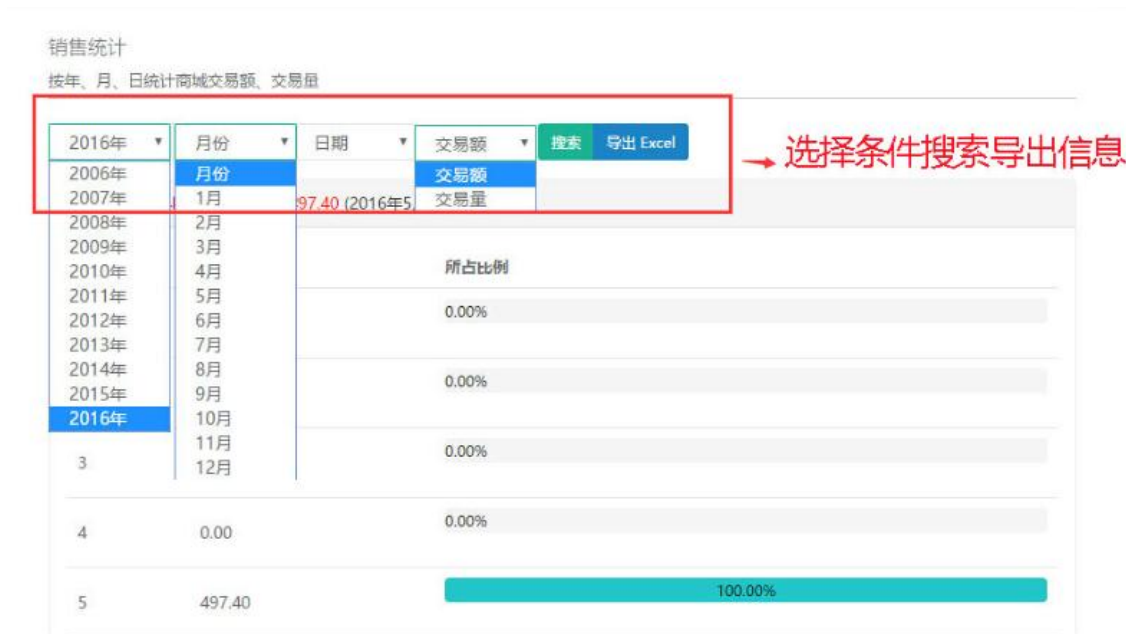 销售统计
按年、月、日统计商城交易额、交易量
2016年 月份 日期 交易额 搜索 导出 Excel
选择条件搜索导出信息
2006年 月份 交易额
2007年 1月 97.40 (2016年5 交易量
2008年 2月
2009年 3月
2010年 4月 所占比例
2011年 5月
2012年 6月 0.00%
2013年 7月
2014年 8月
2015年 9月 0.00%
2016年 10月
11月
3 12月 0.00%
4 0.00 0.00%
5 497.40 100.00%